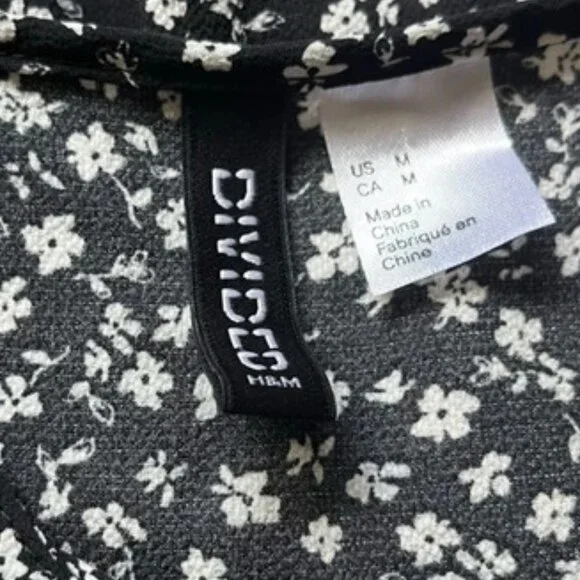 DIVIDED
H&M
US M
CA M
Made in
China
Fabriqué en
Chine